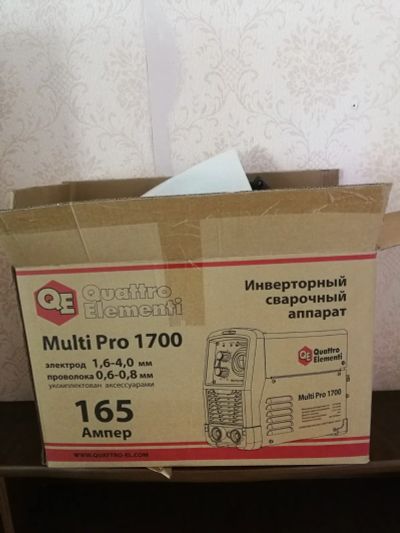 QE Quattro
Elementi
Инверторный
сварочный
аппарат
Multi Pro 1700
электрод 1,6-4,0 мм
проволока 0,6-0,8 мм
укомплектован аксессуарами
165
Ампер
QE Quattro
Elementi
Multi Pro 1700
WWW.QUATTRO-EL.COM